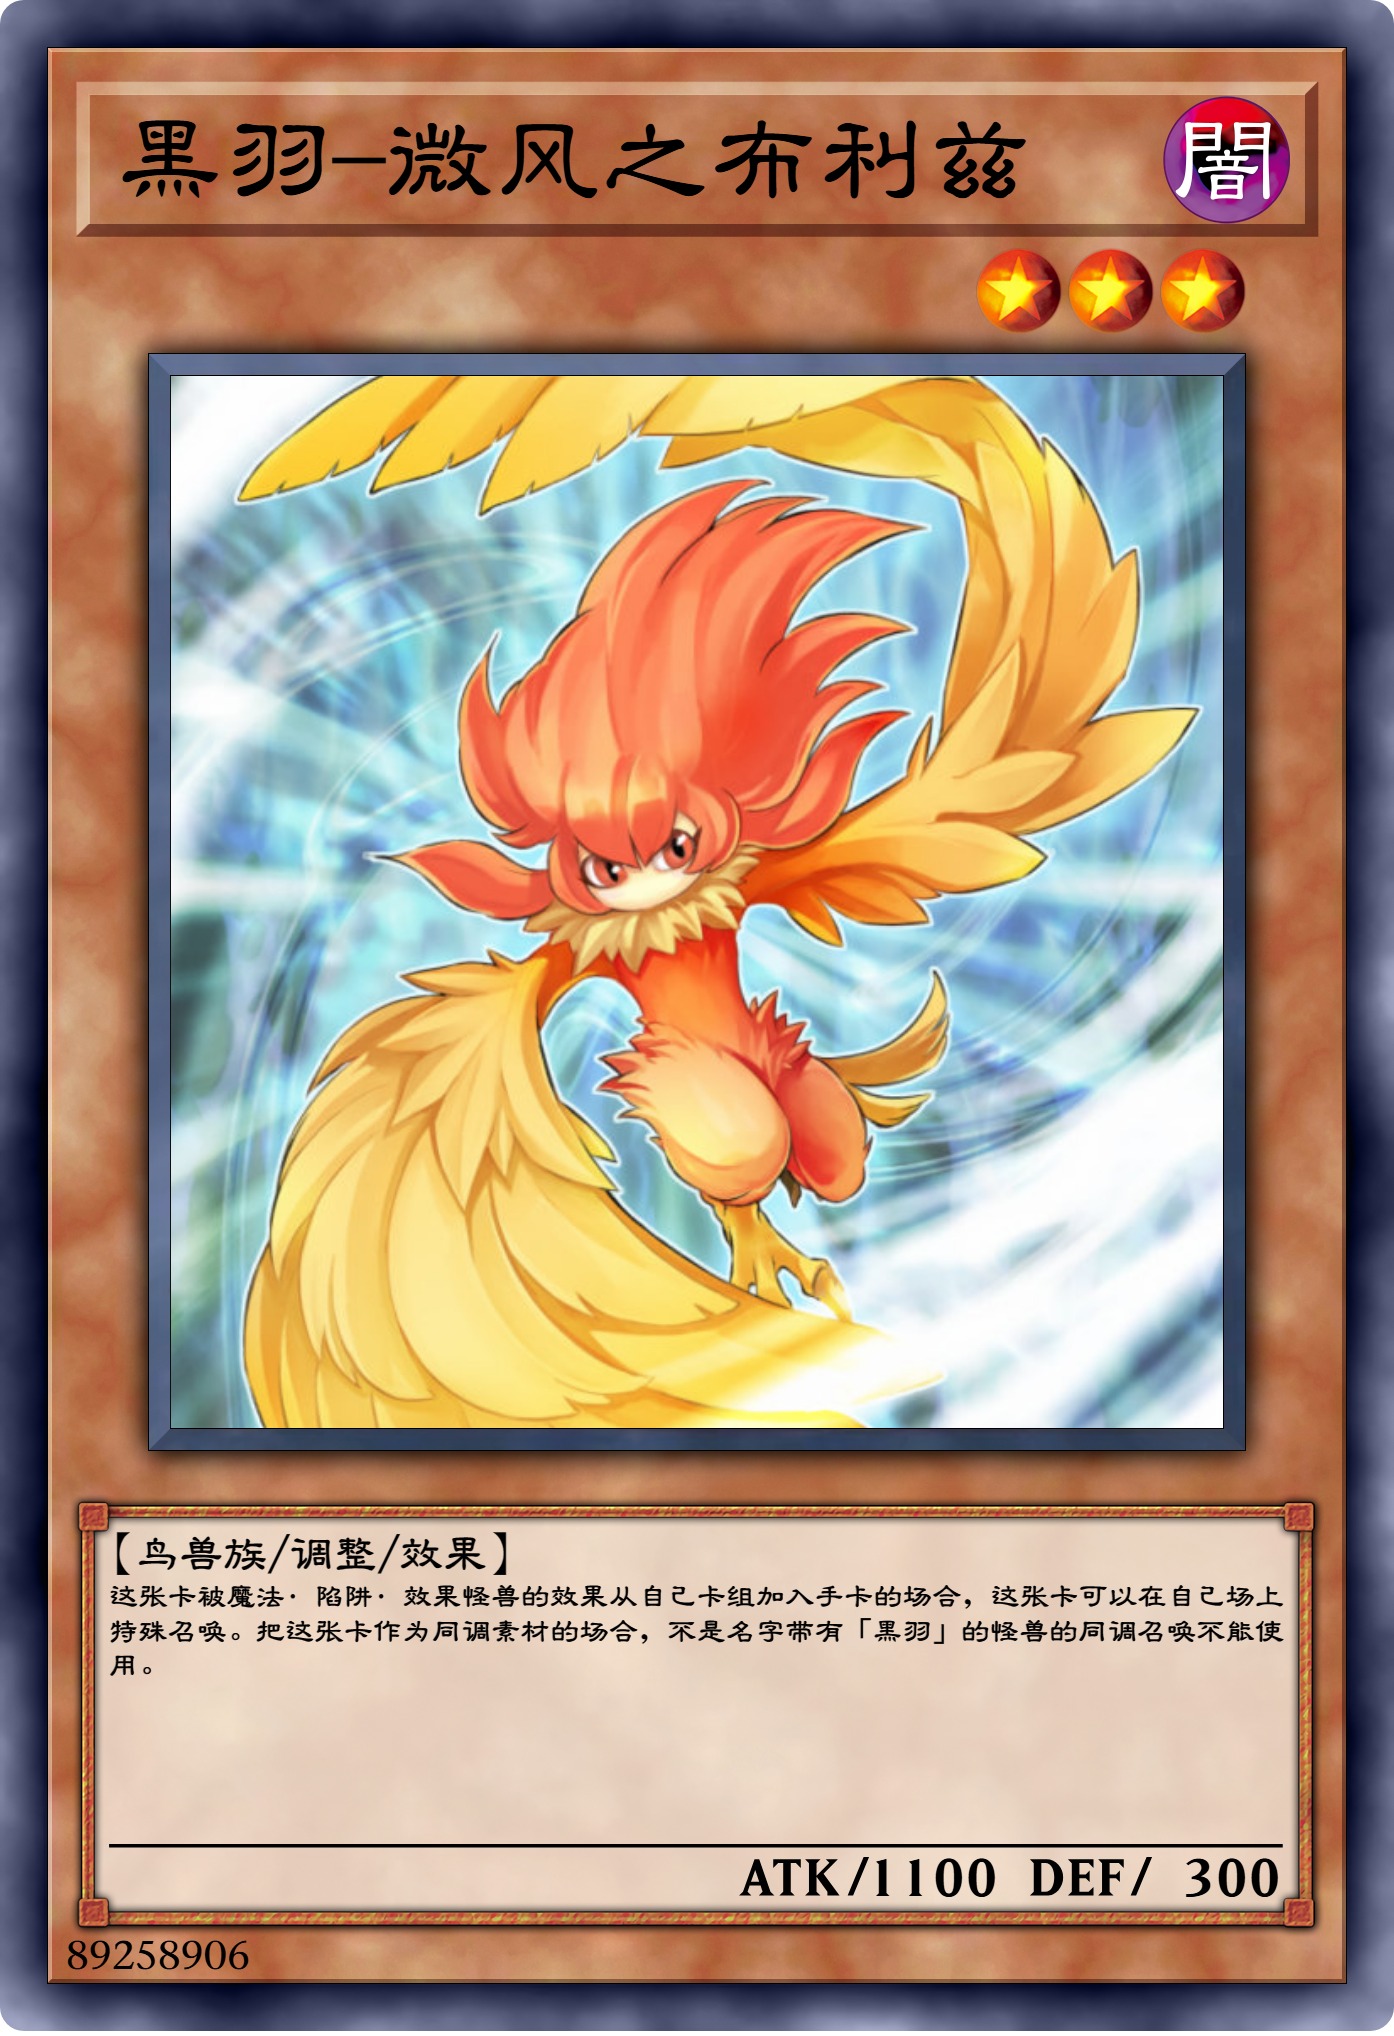 黑羽-微风之布利兹
闇
【鸟兽族/调整/效果】
这张卡被魔法·陷阱·效果怪兽的效果从自己卡组加入手卡的场合，这张卡可以在自己场上
特殊召唤。把这张卡作为同调素材的场合，不是名字带有「黑羽」的怪兽的同调召唤不能使
用。
ATK/1100 DEF/ 300
89258906